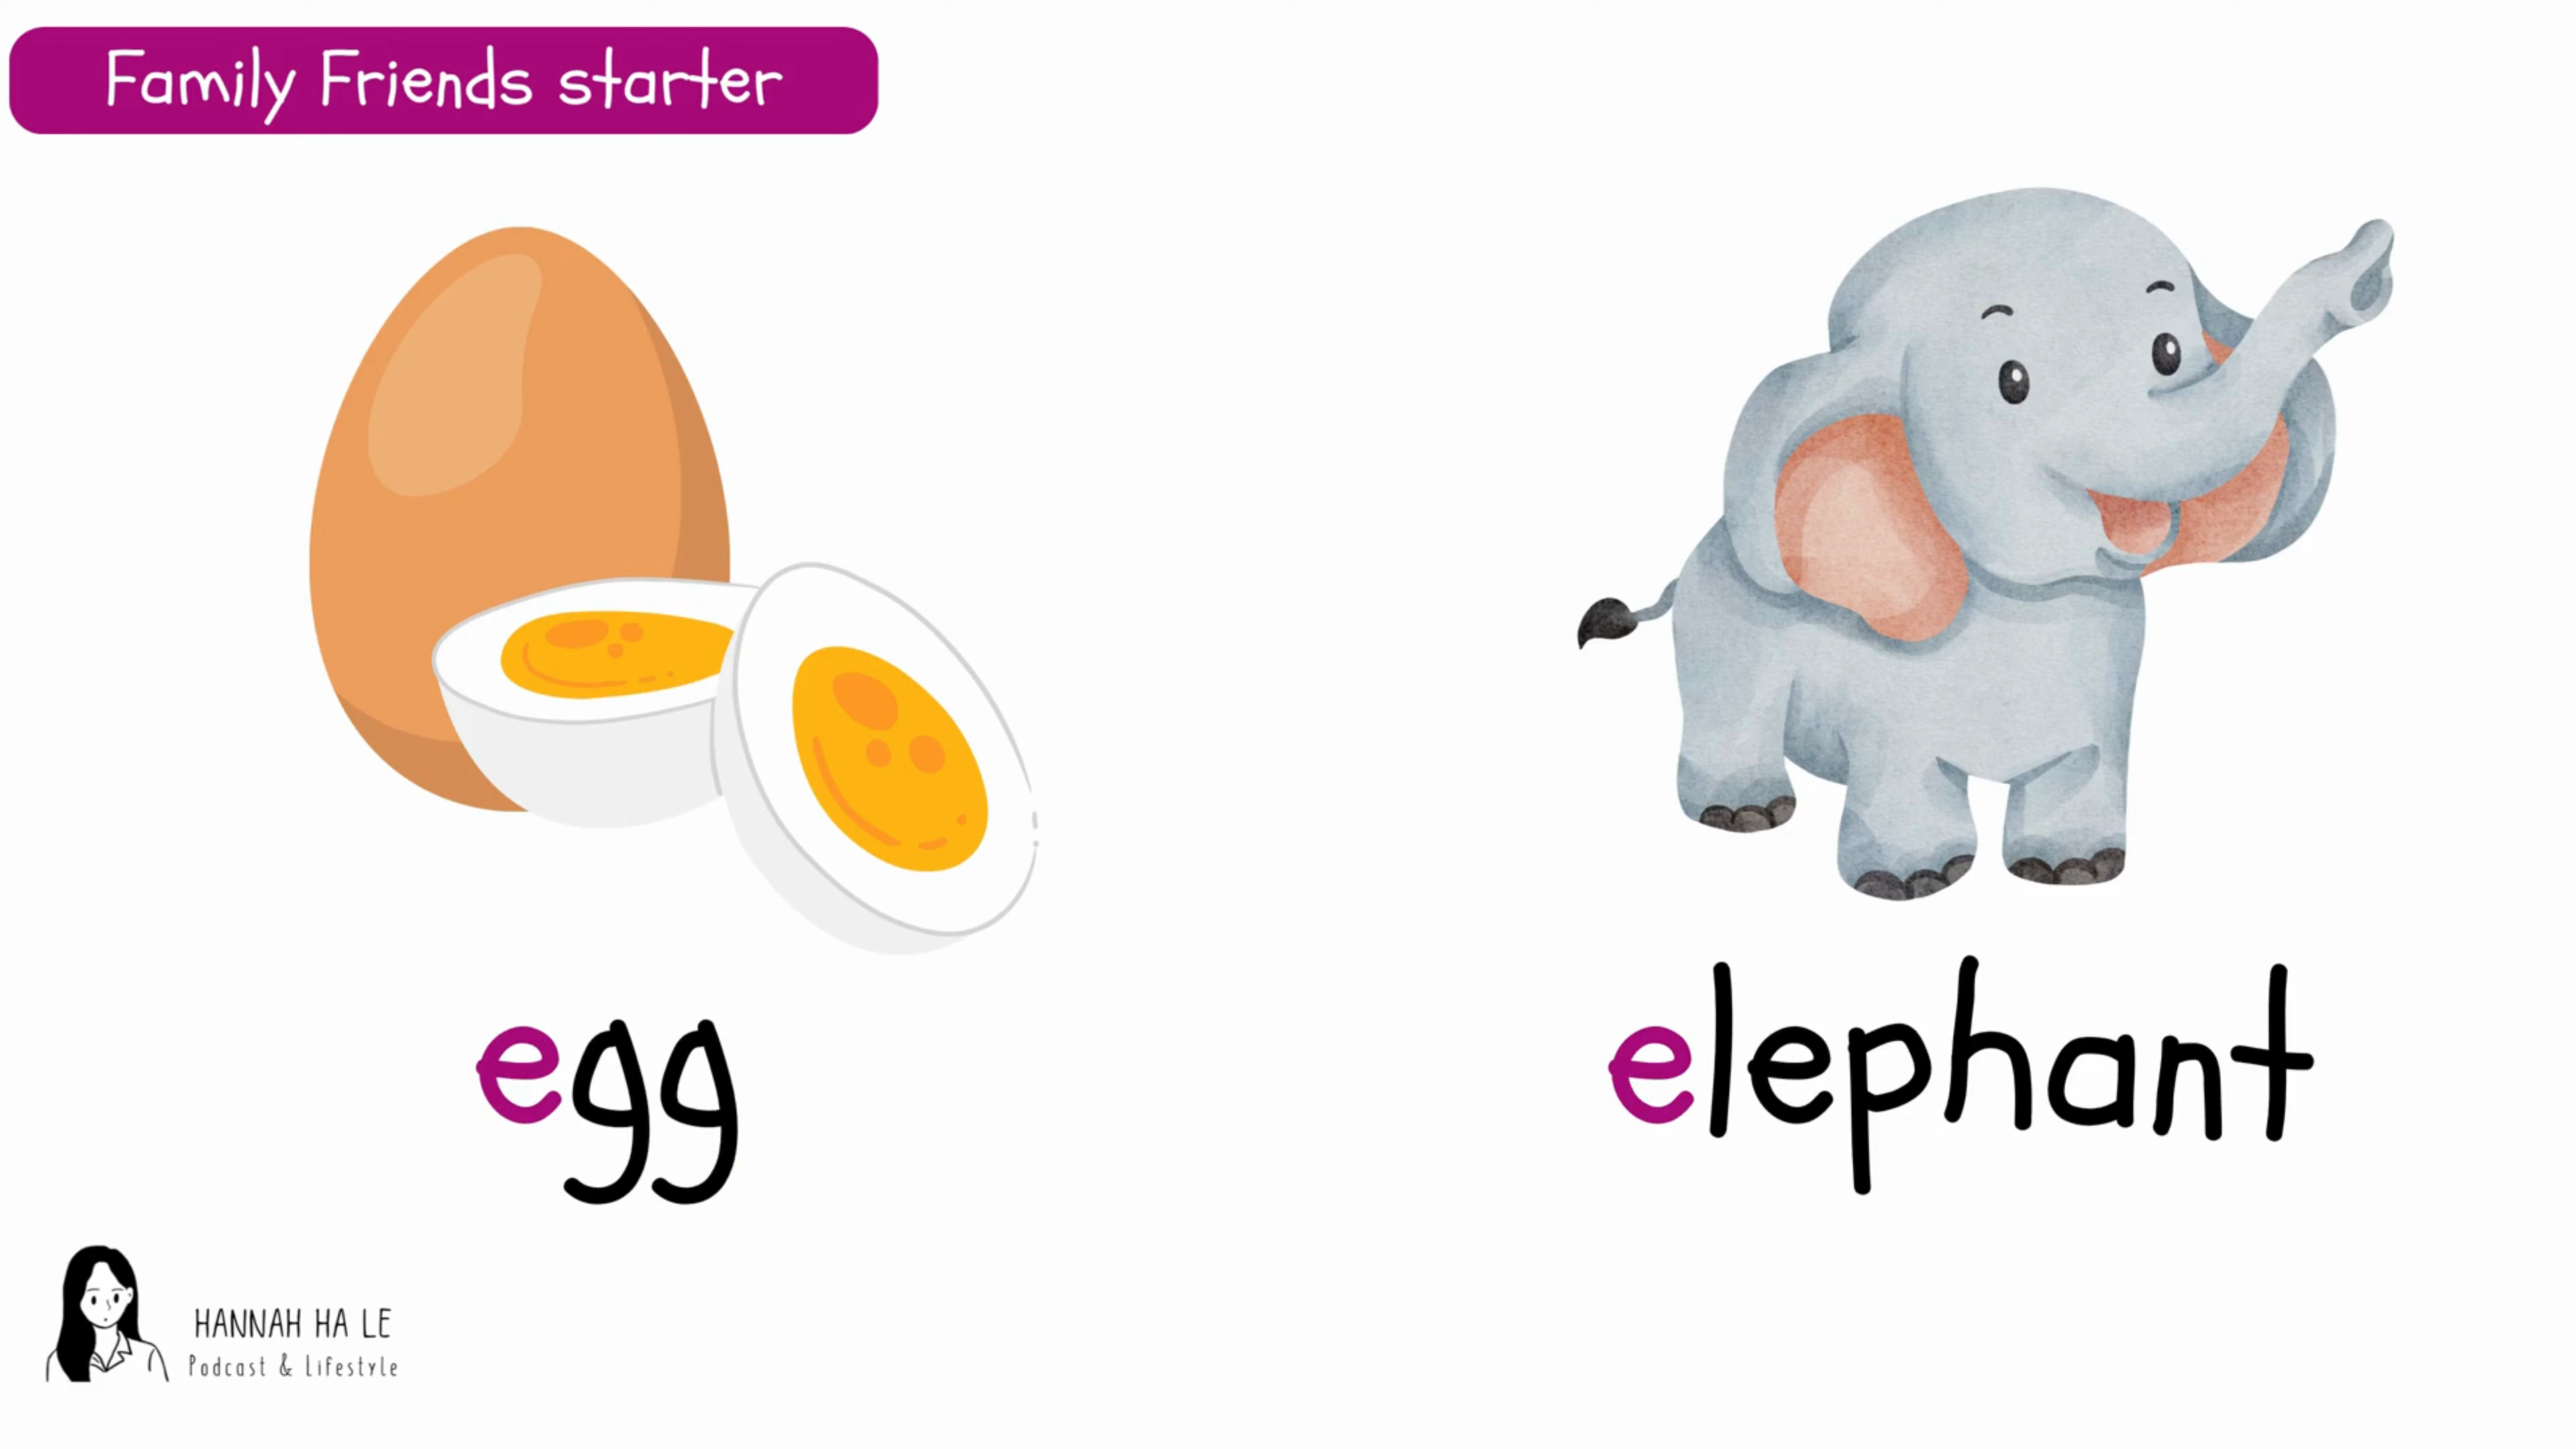 Family Friends starter
egg
elephant
HANNAH HA LE
Podcast & Lifestyle